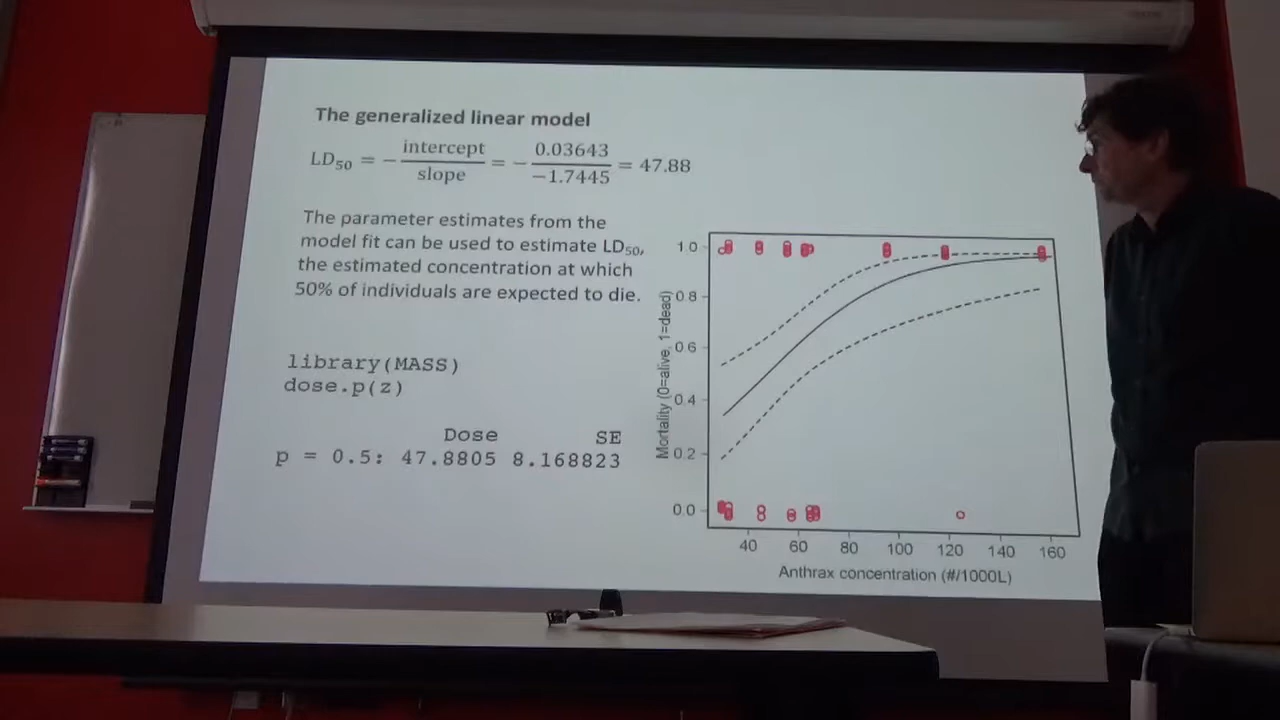 The generalized linear model
LD₅₀ = − intercept / slope = − 0.03643 / −1.7445 = 47.88
The parameter estimates from the
model fit can be used to estimate LD₅₀,
the estimated concentration at which
50% of individuals are expected to die.
library(MASS)
dose.p(z)
Dose SE
p = 0.5: 47.8805 8.168823
Mortality (0=alive, 1=dead)
1.0
0.8
0.6
0.4
0.2
0.0
40 60 80 100 120 140 160
Anthrax concentration (#/1000L)